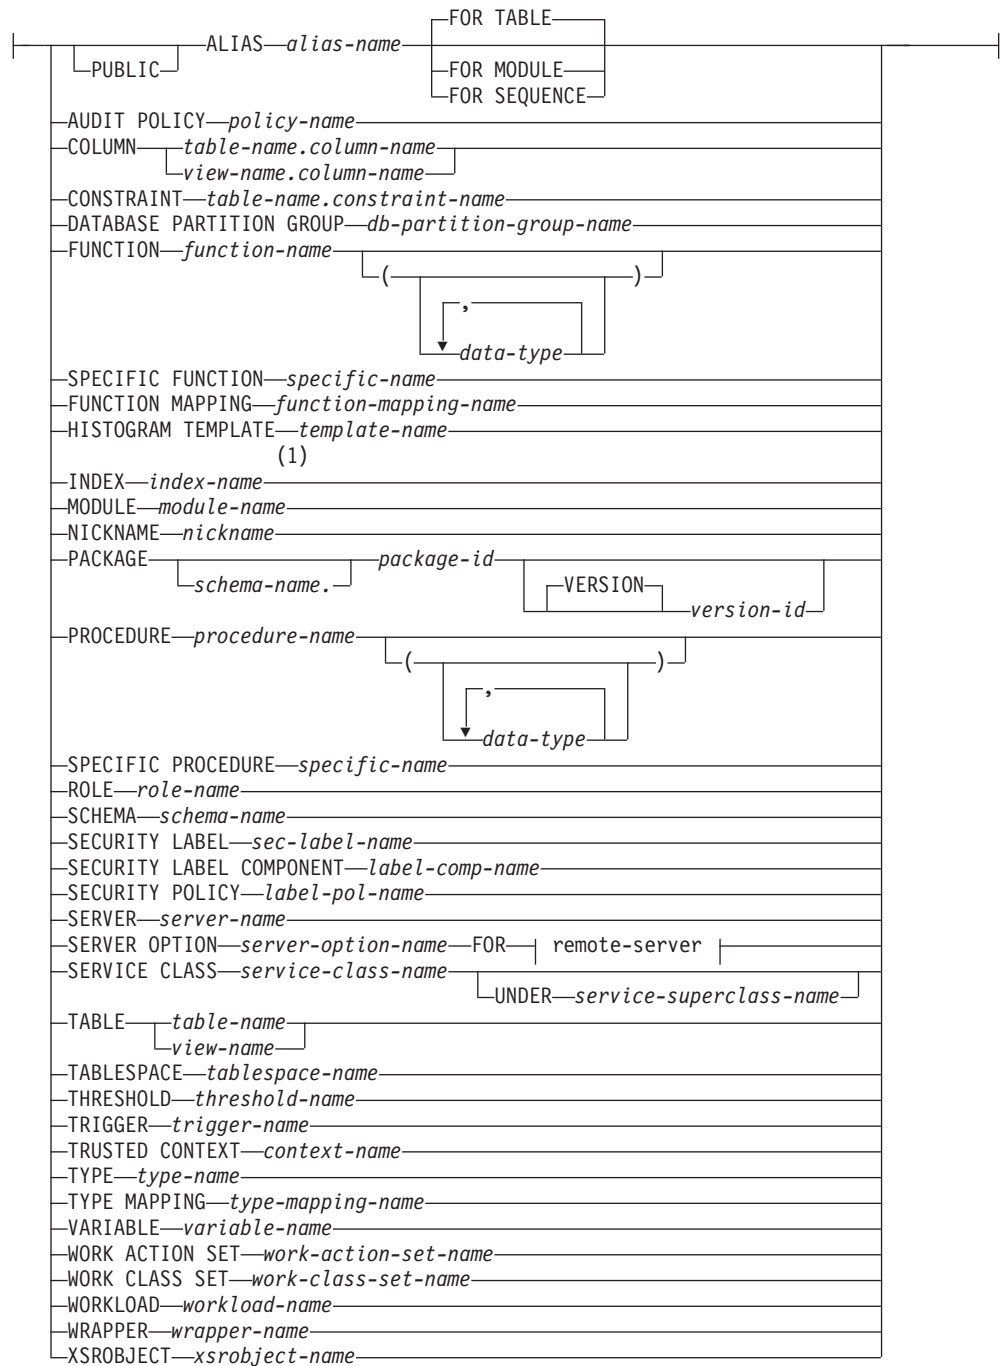 FOR TABLE
ALIAS alias-name
PUBLIC FOR MODULE
FOR SEQUENCE
AUDIT POLICY policy-name
COLUMN table-name.column-name
view-name.column-name
CONSTRAINT table-name.constraint-name
DATABASE PARTITION GROUP db-partition-group-name
FUNCTION function-name
( )
,
data-type
SPECIFIC FUNCTION specific-name
FUNCTION MAPPING function-mapping-name
HISTOGRAM TEMPLATE template-name
(1)
INDEX index-name
MODULE module-name
NICKNAME nickname
PACKAGE package-id
schema-name. VERSION
version-id
PROCEDURE procedure-name
( )
,
data-type
SPECIFIC PROCEDURE specific-name
ROLE role-name
SCHEMA schema-name
SECURITY LABEL sec-label-name
SECURITY LABEL COMPONENT label-comp-name
SECURITY POLICY label-pol-name
SERVER server-name
SERVER OPTION server-option-name FOR remote-server
SERVICE CLASS service-class-name
UNDER service-superclass-name
TABLE table-name
view-name
TABLESPACE tablespace-name
THRESHOLD threshold-name
TRIGGER trigger-name
TRUSTED CONTEXT context-name
TYPE type-name
TYPE MAPPING type-mapping-name
VARIABLE variable-name
WORK ACTION SET work-action-set-name
WORK CLASS SET work-class-set-name
WORKLOAD workload-name
WRAPPER wrapper-name
XSROBJECT xsrobject-name